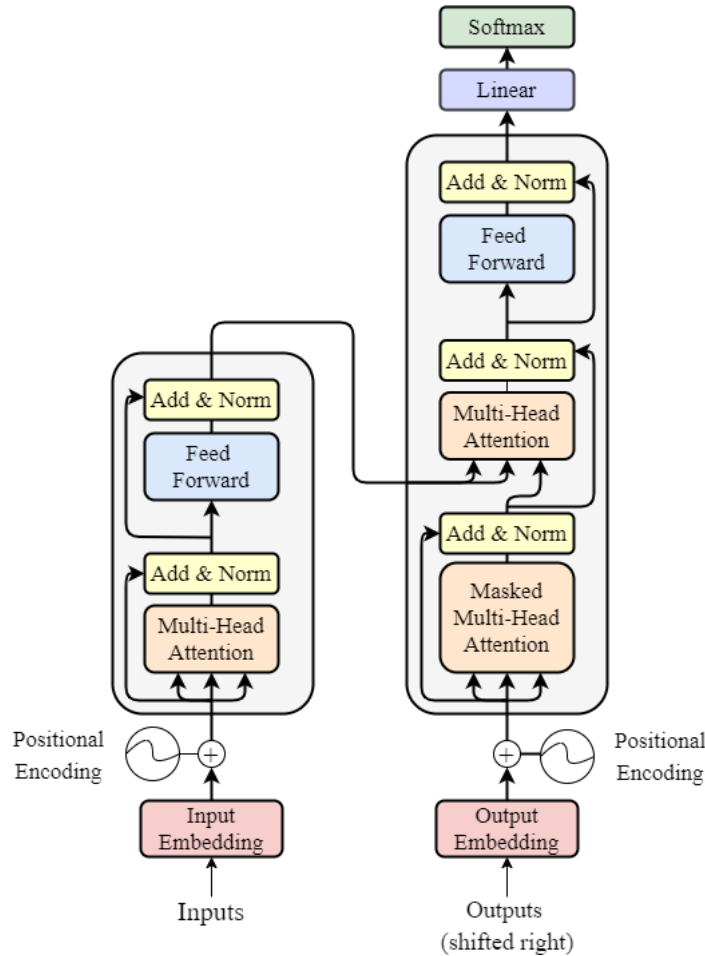 Softmax
Linear
Add & Norm
Feed
Forward
Add & Norm
Multi-Head
Attention
Add & Norm
Masked
Multi-Head
Attention
Add & Norm
Feed
Forward
Add & Norm
Multi-Head
Attention
Positional
Encoding
+
Input
Embedding
Inputs
+
Positional
Encoding
Output
Embedding
Outputs
(shifted right)